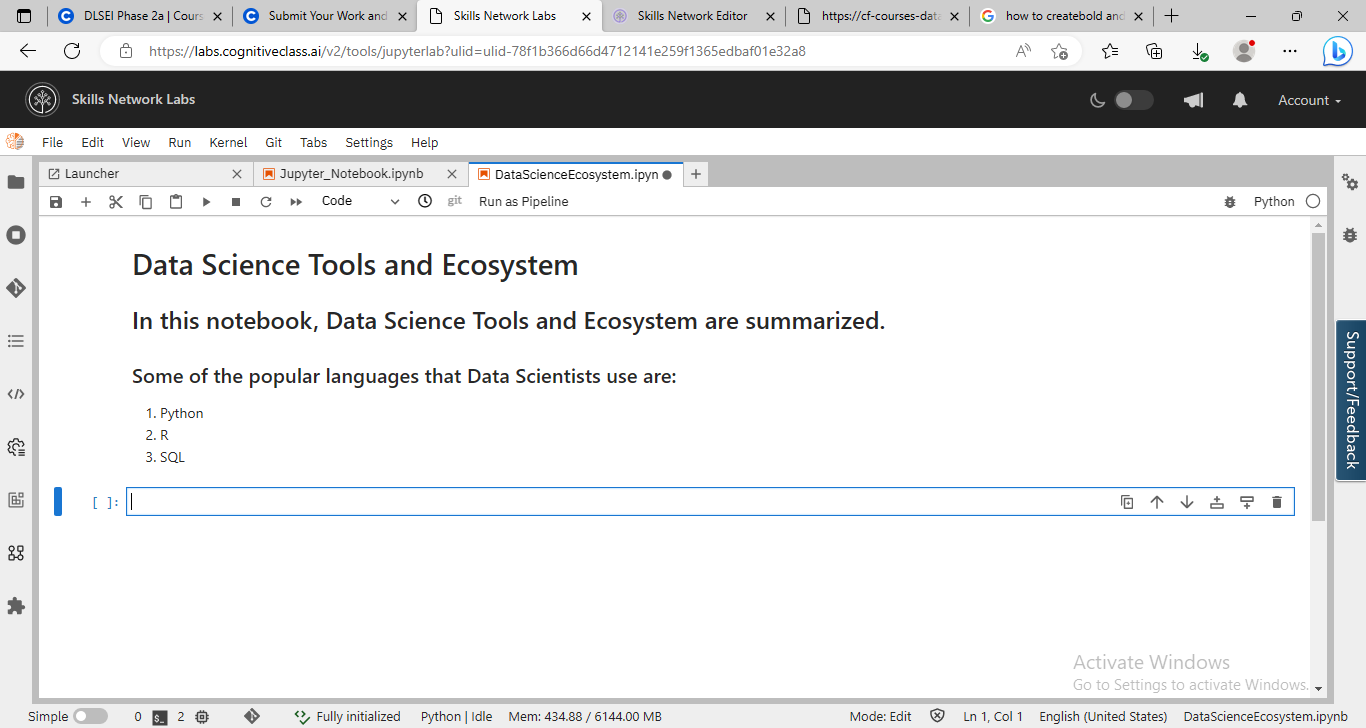 DLSEI Phase 2a | Cours
Submit Your Work and
Skills Network Labs
Skills Network Editor
https://cf-courses-data
how to createbold and
https://labs.cognitiveclass.ai/v2/tools/jupyterlab?ulid=ulid-78f1b366d66d4712141e259f1365edbaf01e32a8
Skills Network Labs
Account
File Edit View Run Kernel Git Tabs Settings Help
Launcher
Jupyter_Notebook.ipynb
DataScienceEcosystem.ipyn
Code
git
Run as Pipeline
Python
Data Science Tools and Ecosystem
In this notebook, Data Science Tools and Ecosystem are summarized.
Some of the popular languages that Data Scientists use are:
1. Python
2. R
3. SQL
[ ]:
Support/Feedback
Activate Windows
Go to Settings to activate Windows.
Simple 0 2 Fully initialized Python | Idle Mem: 434.88 / 6144.00 MB Mode: Edit Ln 1, Col 1 English (United States) DataScienceEcosystem.ipynb